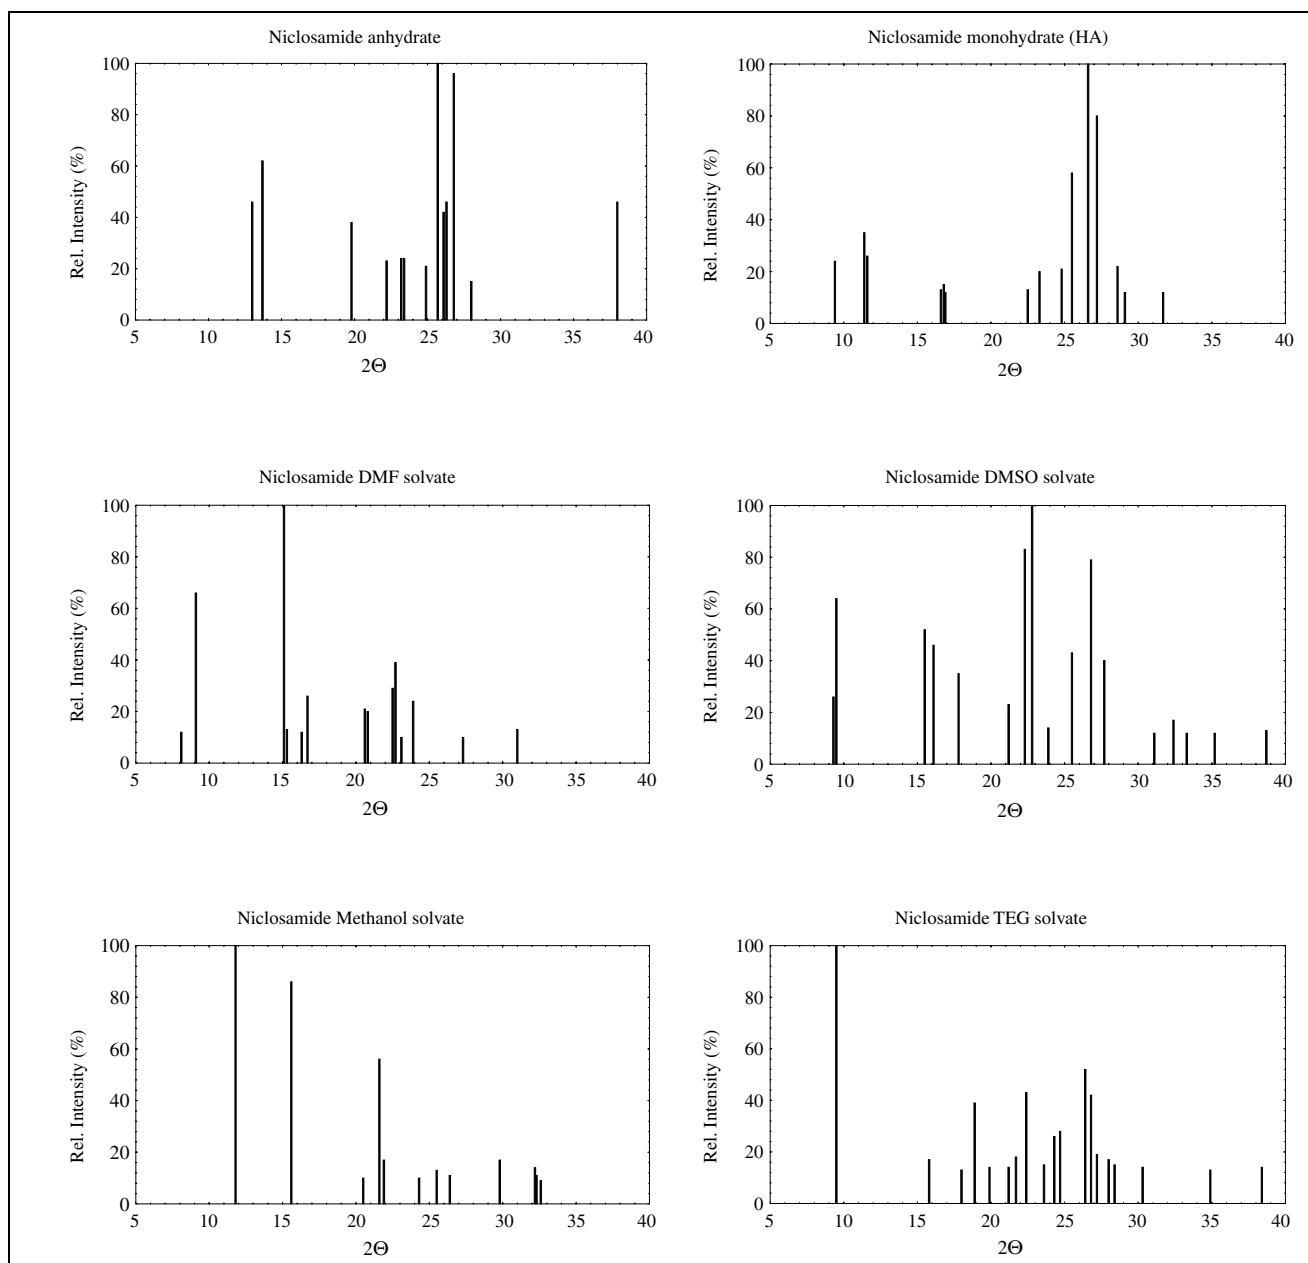 Niclosamide anhydrate
100
80
60
40
20
0
Rel. Intensity (%)
5 10 15 20 25 30 35 40
2Θ
Niclosamide monohydrate (HA)
100
80
60
40
20
0
Rel. Intensity (%)
5 10 15 20 25 30 35 40
2Θ
Niclosamide DMF solvate
100
80
60
40
20
0
Rel. Intensity (%)
5 10 15 20 25 30 35 40
2Θ
Niclosamide DMSO solvate
100
80
60
40
20
0
Rel. Intensity (%)
5 10 15 20 25 30 35 40
2Θ
Niclosamide Methanol solvate
100
80
60
40
20
0
Rel. Intensity (%)
5 10 15 20 25 30 35 40
2Θ
Niclosamide TEG solvate
100
80
60
40
20
0
Rel. Intensity (%)
5 10 15 20 25 30 35 40
2Θ